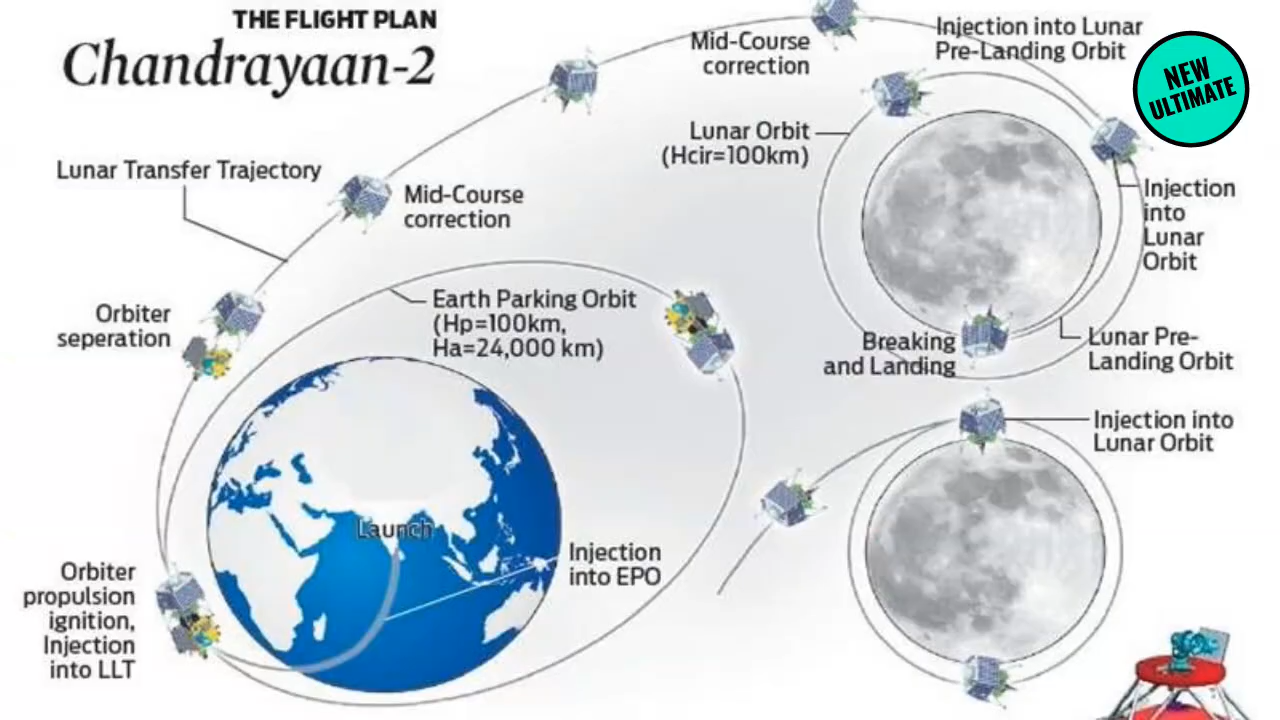 THE FLIGHT PLAN
Chandrayaan-2
Mid-Course
correction
Injection into Lunar
Pre-Landing Orbit
NEW
ULTIMATE
Lunar Orbit
(Hcir=100km)
Lunar Transfer Trajectory
Mid-Course
correction
Injection
into
Lunar
Orbit
Orbiter
seperation
Earth Parking Orbit
(Hp=100km,
Ha=24,000 km)
Breaking
and Landing
Lunar Pre-
Landing Orbit
Injection into
Lunar Orbit
Launch
Injection
into EPO
Orbiter
propulsion
ignition,
Injection
into LLT